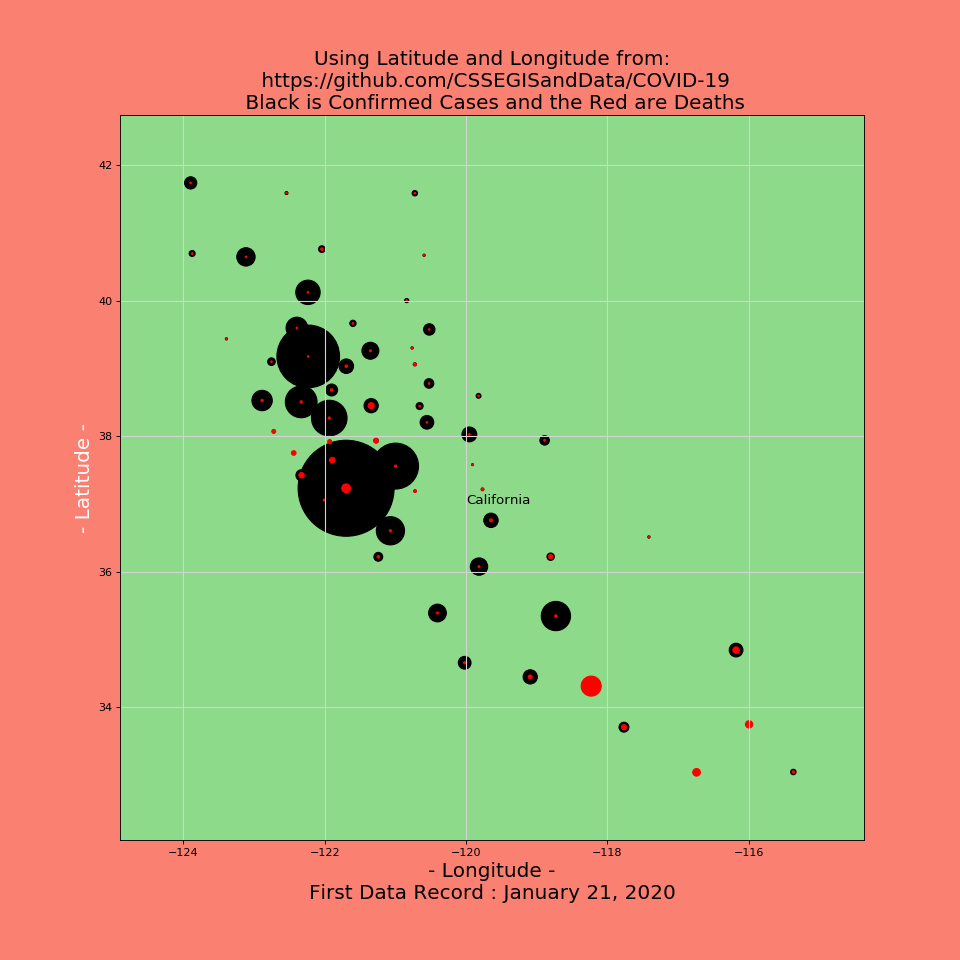 Using Latitude and Longitude from:
https://github.com/CSSEGISandData/COVID-19
Black is Confirmed Cases and the Red are Deaths
42
40
38
36
34
- Latitude -
California
−124
−122
−120
−118
−116
- Longitude -
First Data Record : January 21, 2020